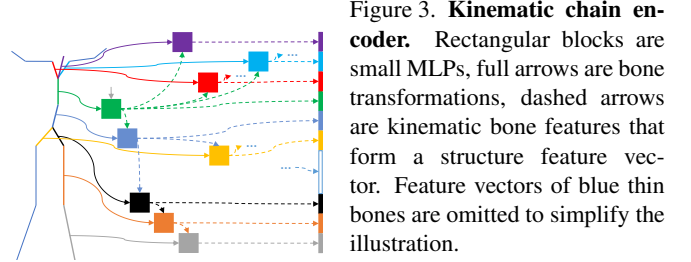 Figure 3. Kinematic chain en-
coder. Rectangular blocks are
small MLPs, full arrows are bone
transformations, dashed arrows
are kinematic bone features that
form a structure feature vec-
tor. Feature vectors of blue thin
bones are omitted to simplify the
illustration.
...
...
...
...